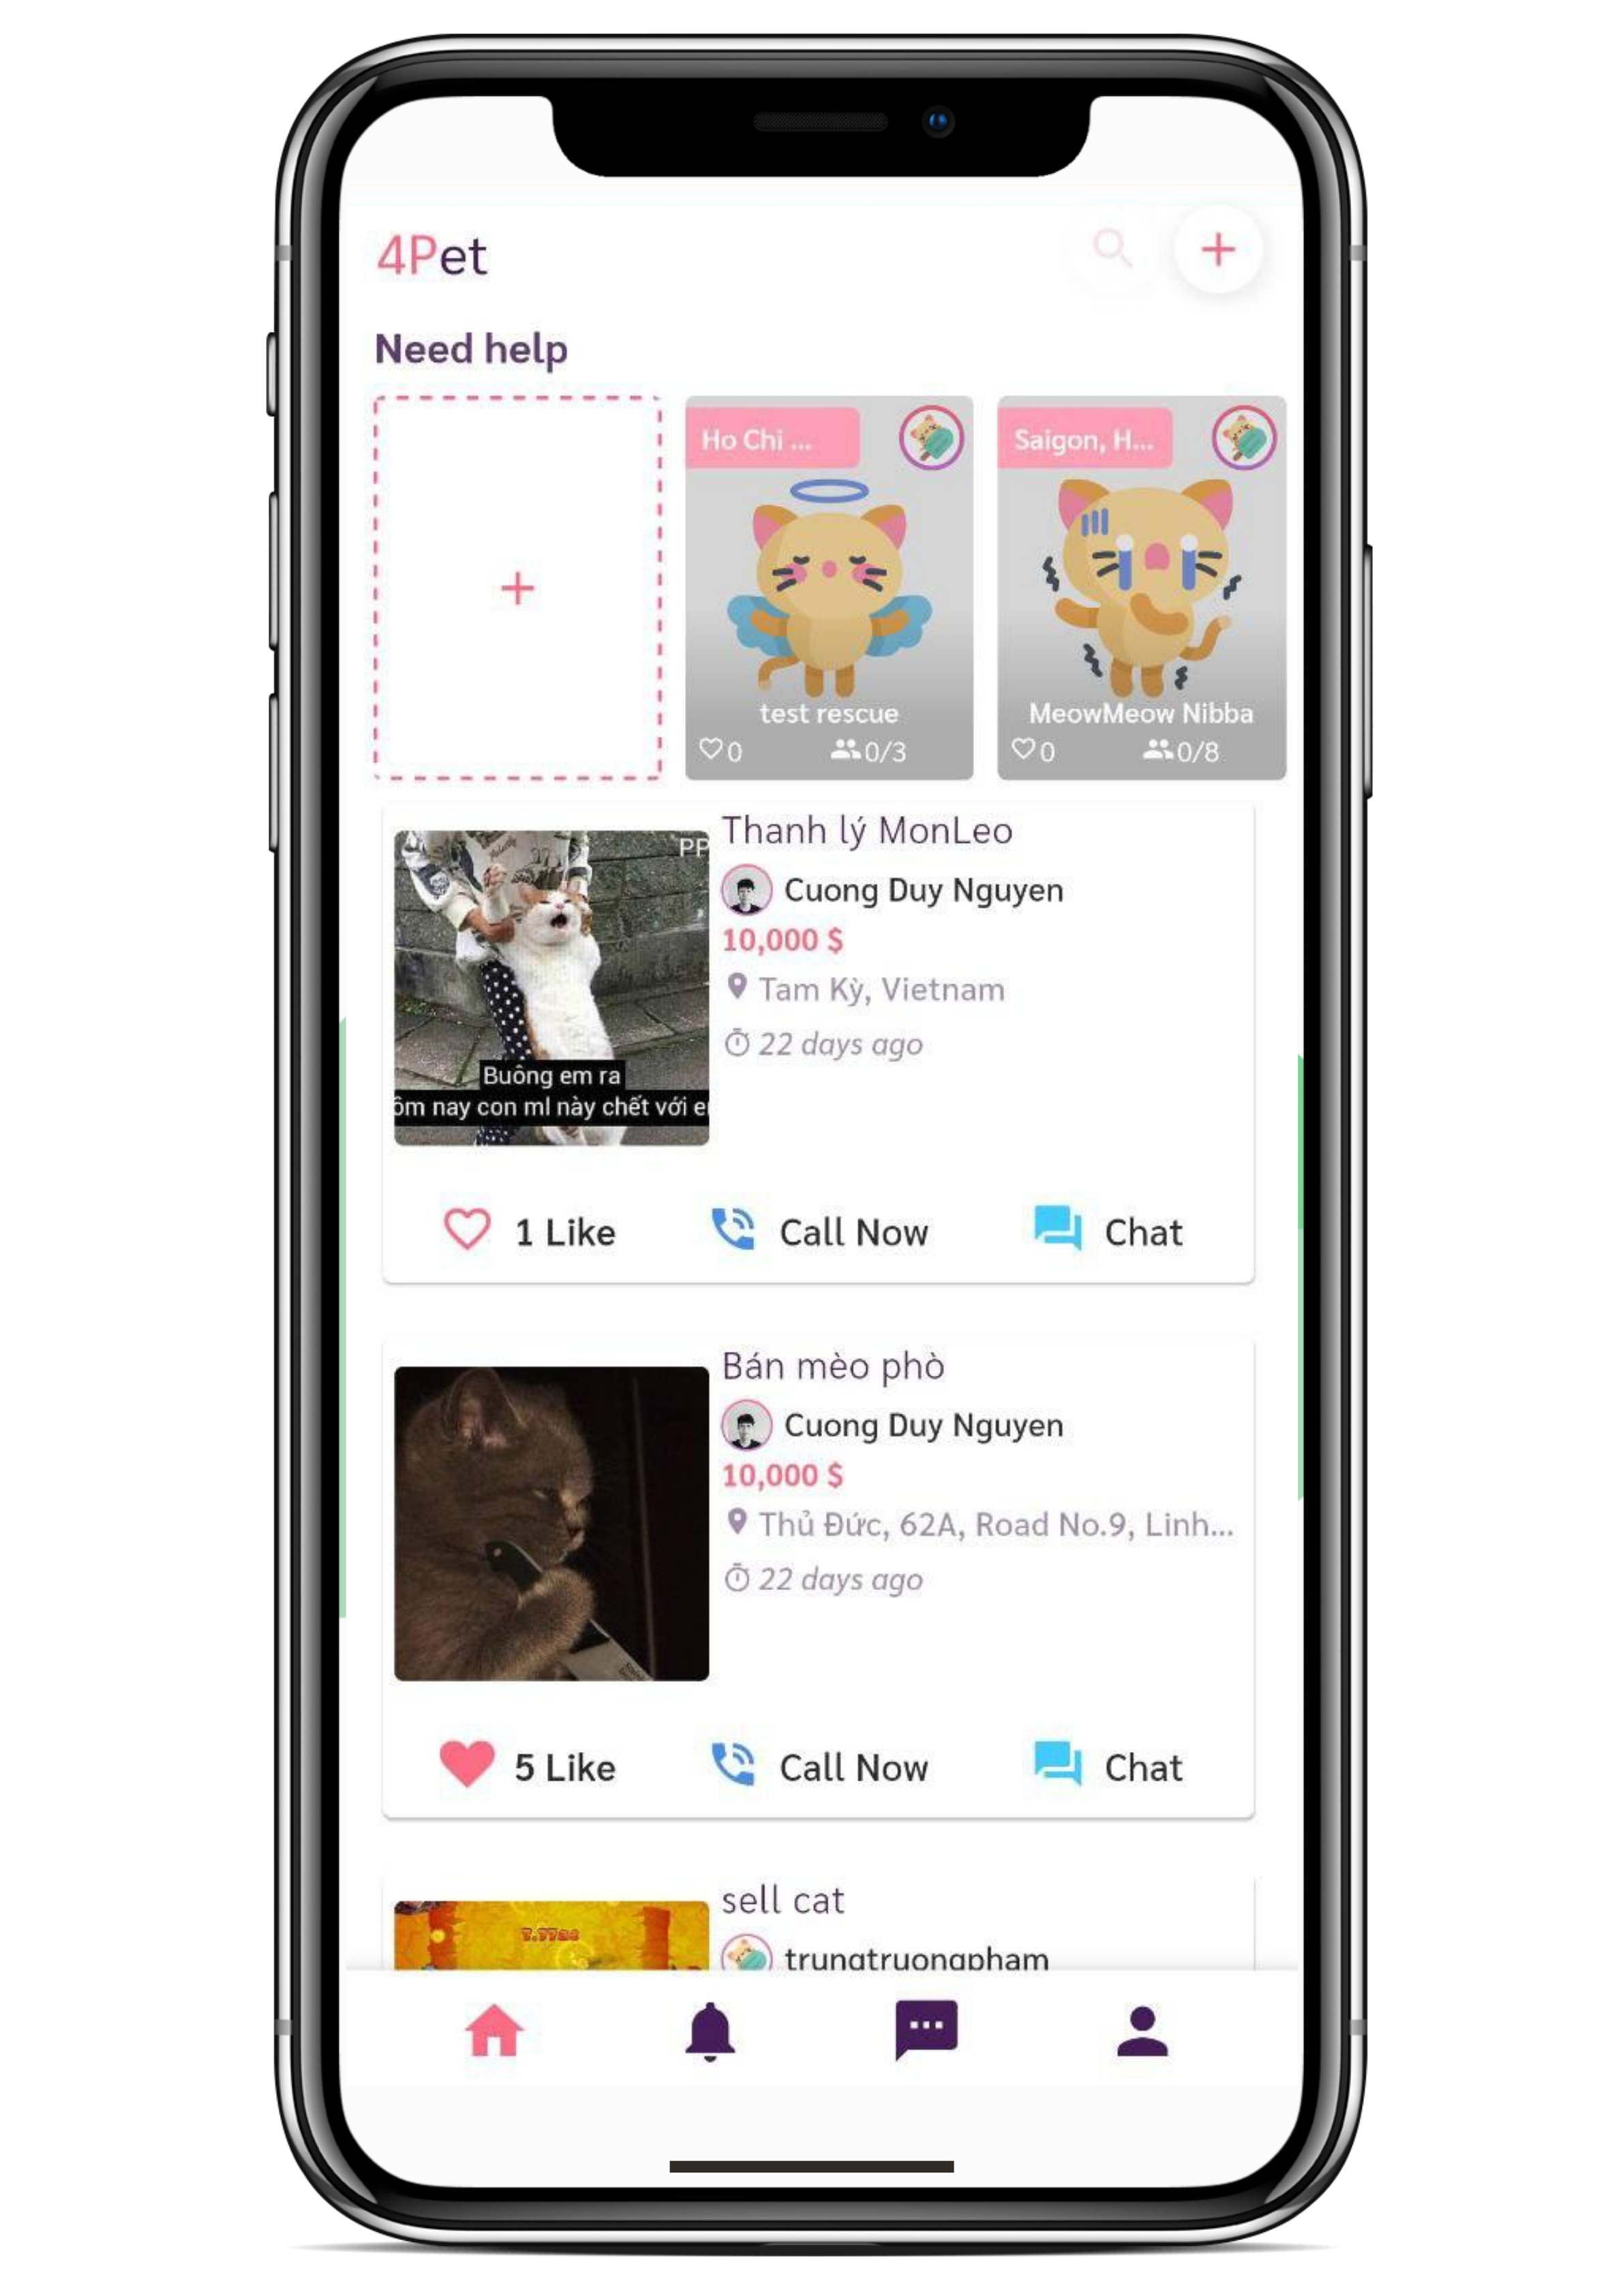 4Pet
Need help
Ho Chi ...
Saigon, H...
test rescue
0
0/3
MeowMeow Nibba
0
0/8
PP
Buông em ra
ôm nay con ml này chết với
Thanh lý MonLeo
Cuong Duy Nguyen
10,000 $
Tam Kỳ, Vietnam
22 days ago
1 Like
Call Now
Chat
Bán mèo phò
Cuong Duy Nguyen
10,000 $
Thủ Đức, 62A, Road No.9, Linh...
22 days ago
5 Like
Call Now
Chat
sell cat
trungtruongpham